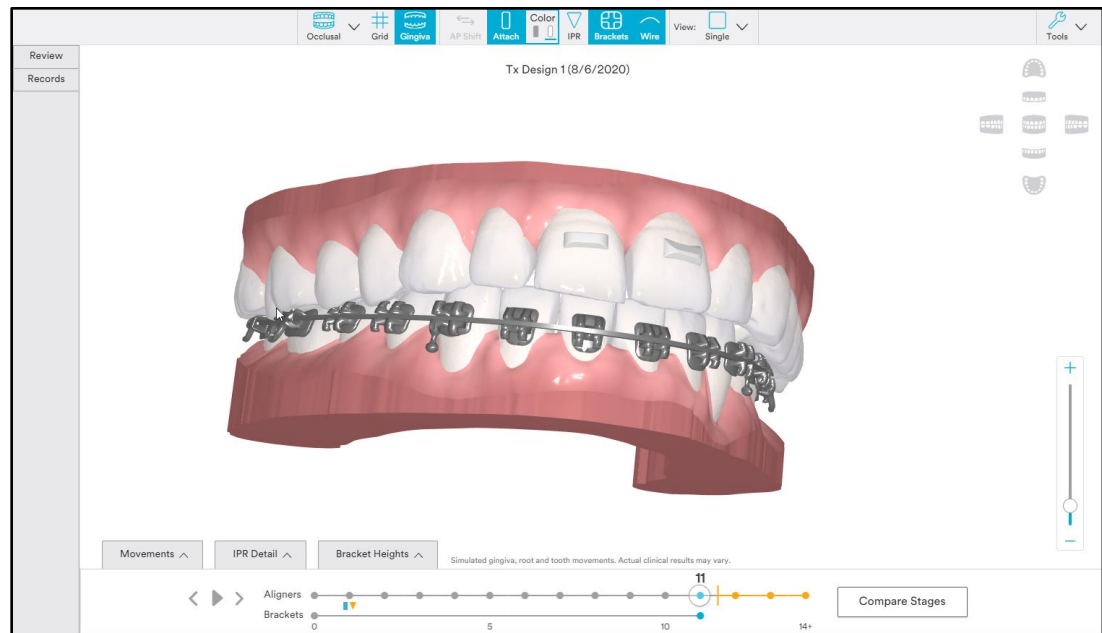 Occlusal
Grid
Gingiva
AP Shift
Attach
Color
IPR
Brackets
Wire
View:
Single
Tools
Review
Records
Tx Design 1 (8/6/2020)
Movements
IPR Detail
Bracket Heights
Simulated gingiva, root and tooth movements. Actual clinical results may vary.
11
Aligners
Brackets
0 5 10 14+
Compare Stages